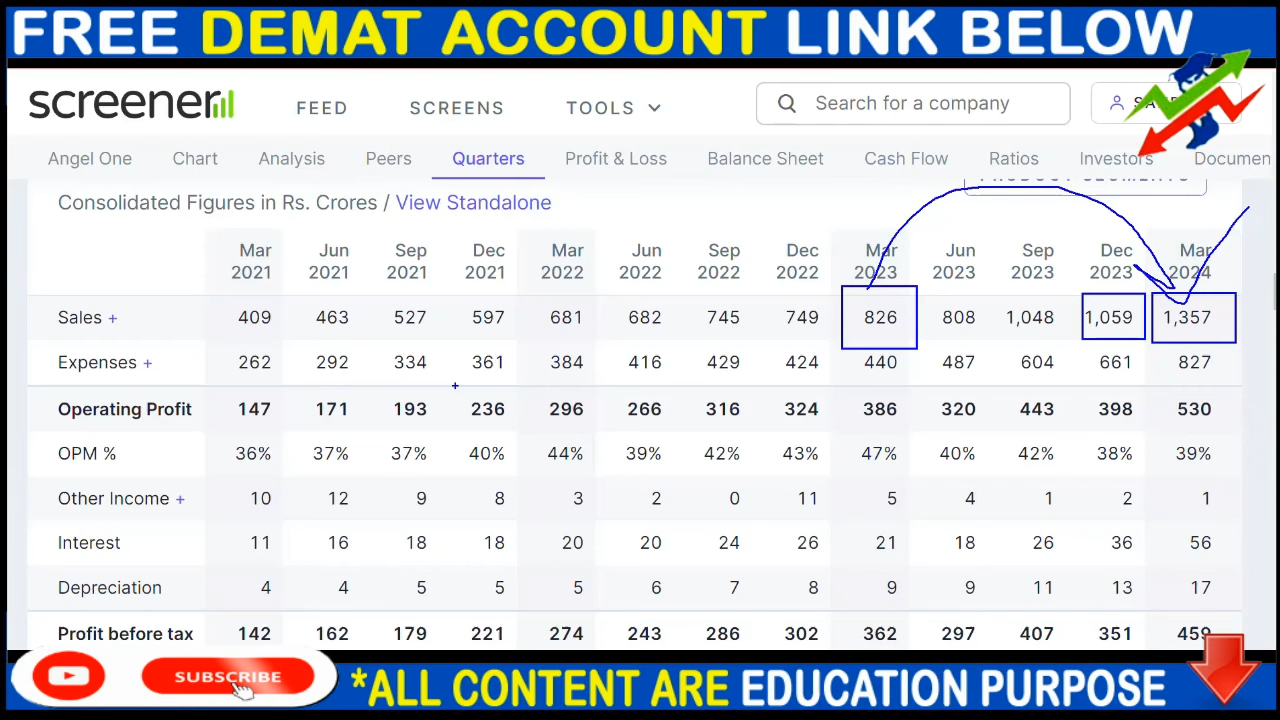 FREE DEMAT ACCOUNT LINK BELOW
screener FEED SCREENS TOOLS Search for a company
Angel One Chart Analysis Peers Quarters Profit & Loss Balance Sheet Cash Flow Ratios Investors Documen
PRODUCT SEGMENTS
Consolidated Figures in Rs. Crores / View Standalone
Mar 2021 Jun 2021 Sep 2021 Dec 2021 Mar 2022 Jun 2022 Sep 2022 Dec 2022 Mar 2023 Jun 2023 Sep 2023 Dec 2023 Mar 2024
Sales + 409 463 527 597 681 682 745 749 826 808 1,048 1,059 1,357
Expenses + 262 292 334 361 384 416 429 424 440 487 604 661 827
Operating Profit 147 171 193 236 296 266 316 324 386 320 443 398 530
OPM % 36% 37% 37% 40% 44% 39% 42% 43% 47% 40% 42% 38% 39%
Other Income + 10 12 9 8 3 2 0 11 5 4 1 2 1
Interest 11 16 18 18 20 20 24 26 21 18 26 36 56
Depreciation 4 4 5 5 5 6 7 8 9 9 11 13 17
Profit before tax 142 162 179 221 274 243 286 302 362 297 407 351 459
SUBSCRIBE
*ALL CONTENT ARE EDUCATION PURPOSE